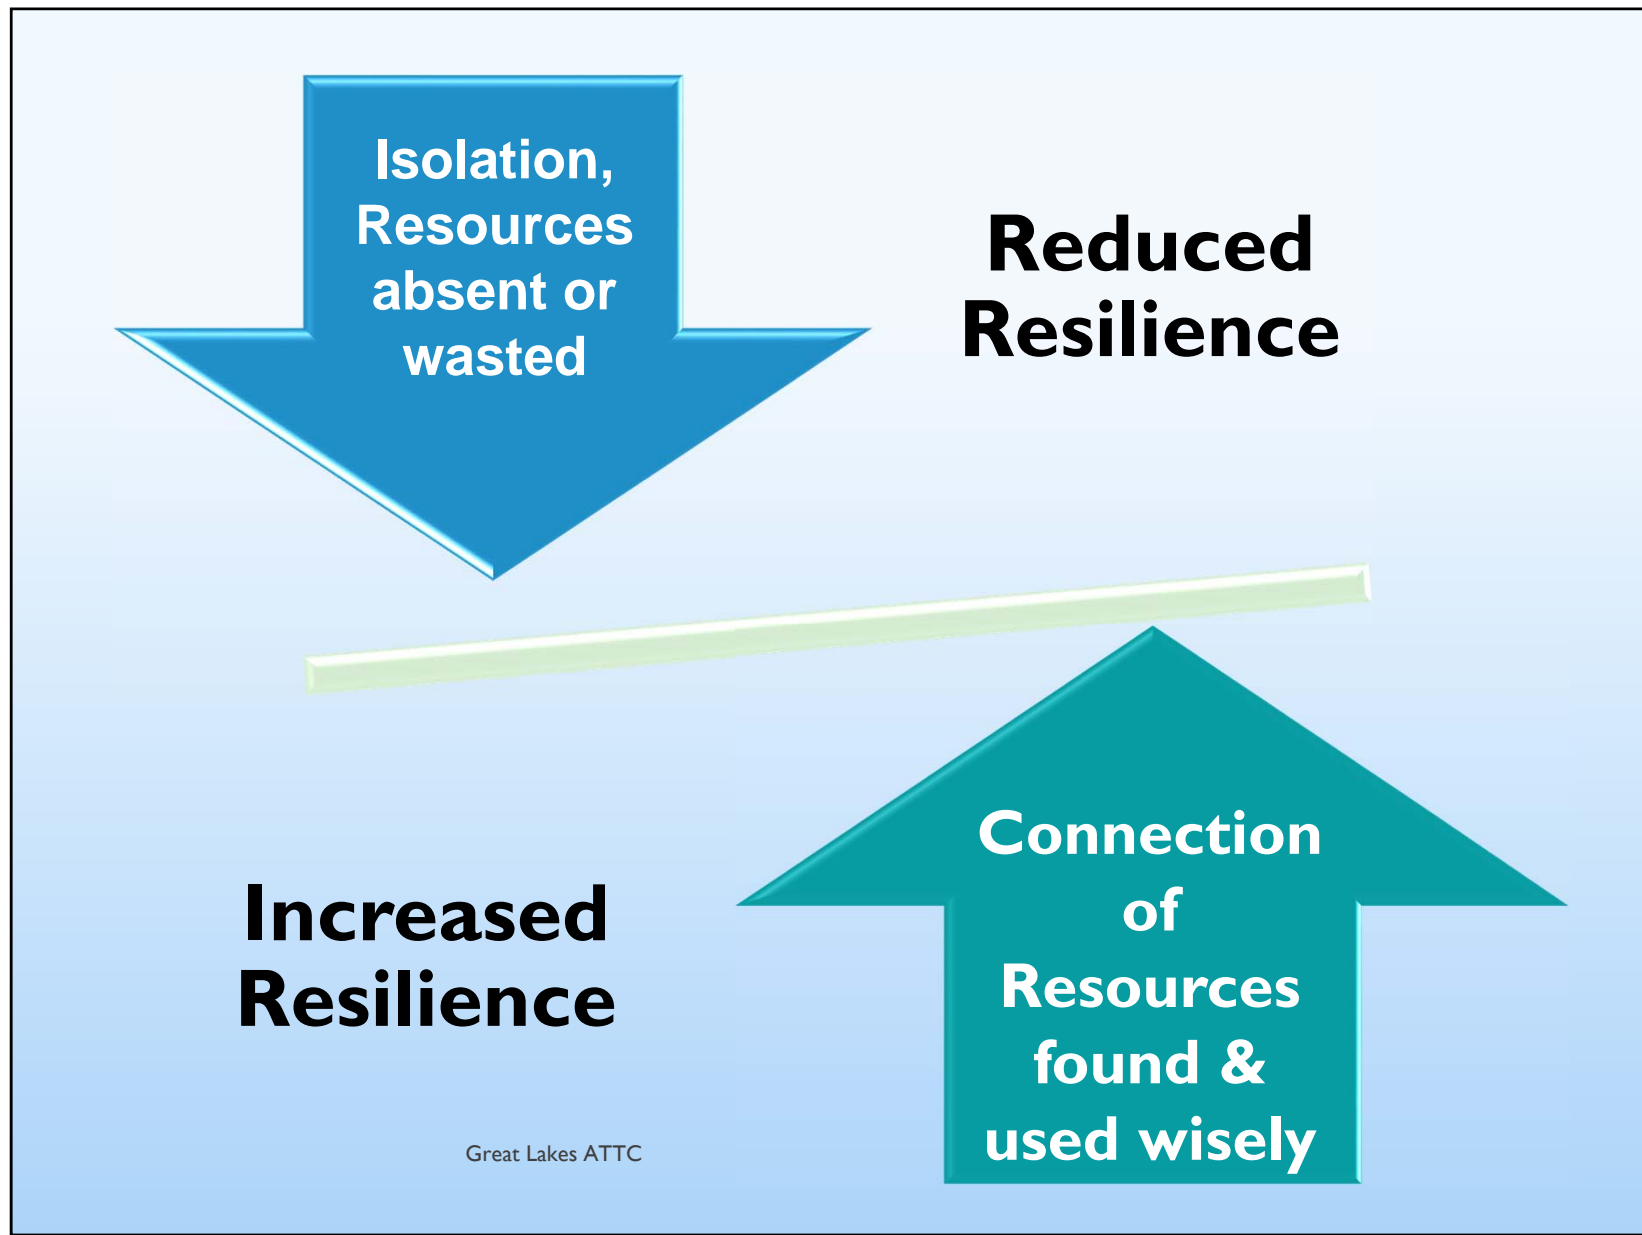 Isolation,
Resources
absent or
wasted
Reduced
Resilience
Increased
Resilience
Connection
of
Resources
found &
used wisely
Great Lakes ATTC